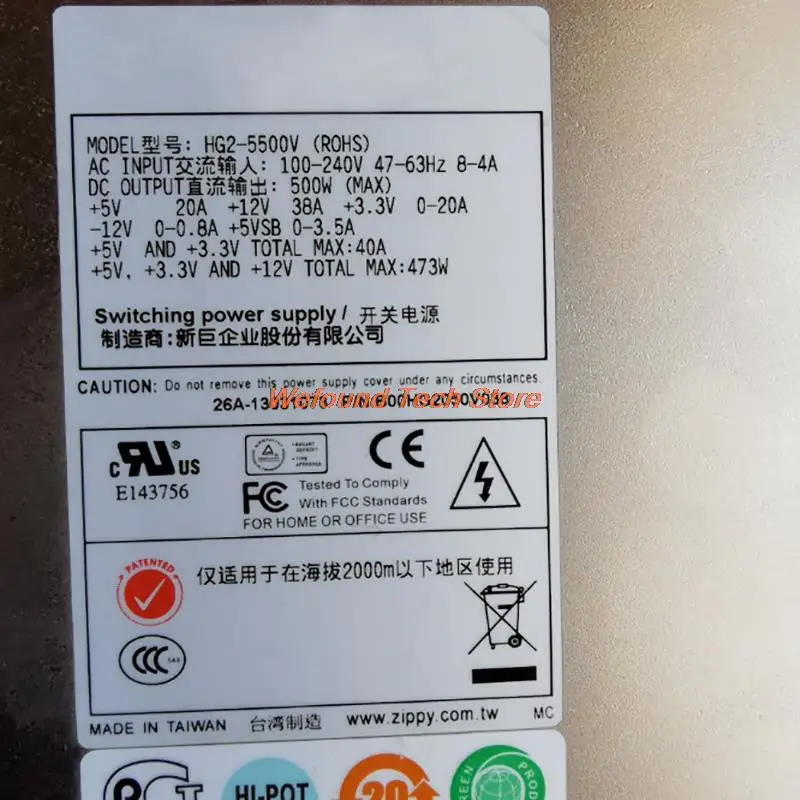 MODEL型号: HG2-5500V (ROHS)
AC INPUT交流输入: 100-240V 47-63Hz 8-4A
DC OUTPUT直流输出: 500W (MAX)
+5V 20A +12V 38A +3.3V 0-20A
-12V 0-0.8A +5VSB 0-3.5A
+5V AND +3.3V TOTAL MAX:40A
+5V, +3.3V AND +12V TOTAL MAX:473W
Switching power supply / 开关电源
制造商: 新巨企业股份有限公司
CAUTION: Do not remove this power supply cover under any circumstances.
Wefound Tech Store
c RU ® US
E143756
CE
FC
Tested To Comply
With FCC Standards
FOR HOME OR OFFICE USE
PATENTED
仅适用于在海拔2000m以下地区使用
CCC
MADE IN TAIWAN 台湾制造 www.zippy.com.tw MC
HI-POT
20
GREEN PROD